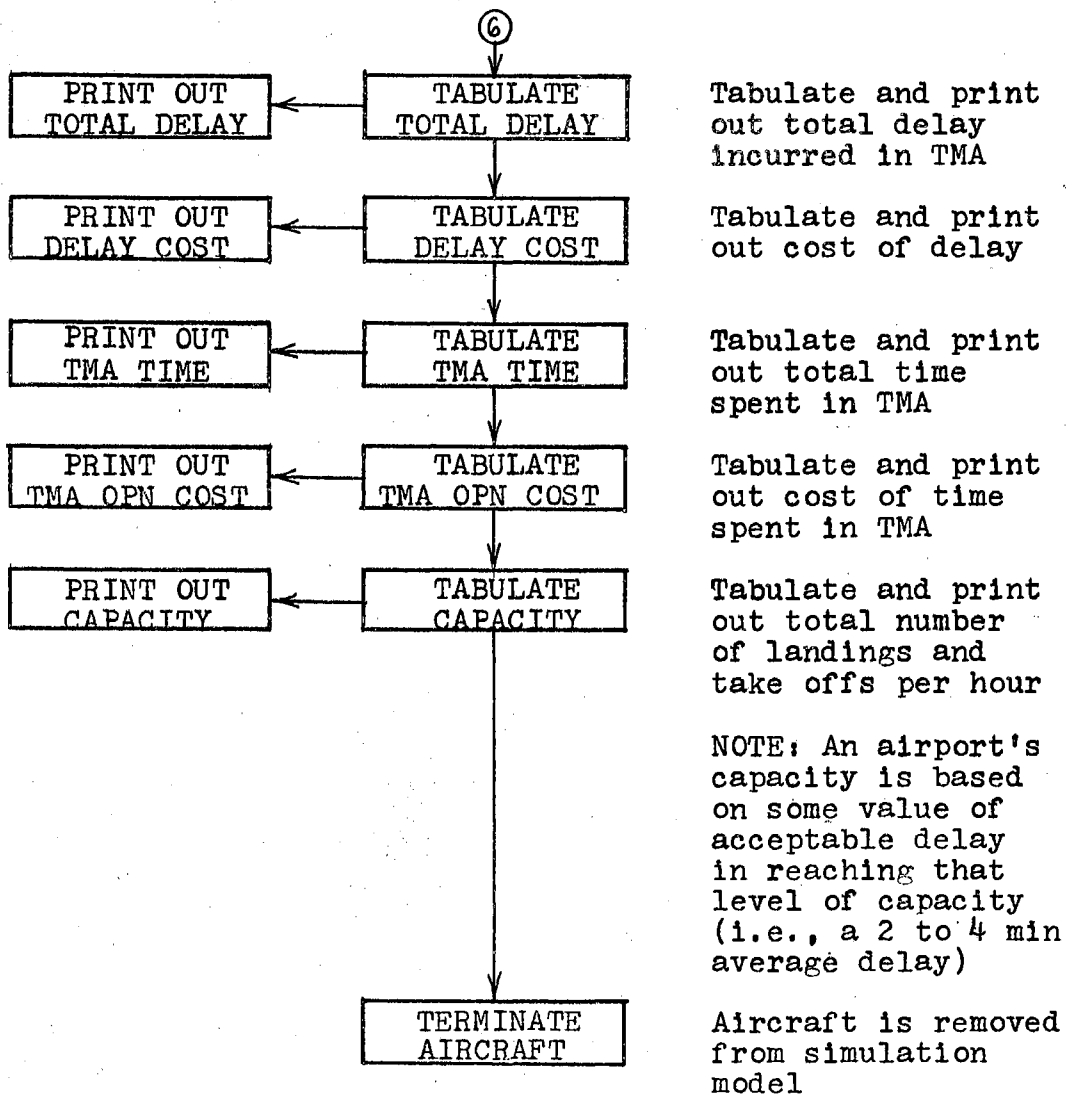 6
PRINT OUT
TOTAL DELAY
TABULATE
TOTAL DELAY
Tabulate and print
out total delay
incurred in TMA
PRINT OUT
DELAY COST
TABULATE
DELAY COST
Tabulate and print
out cost of delay
PRINT OUT
TMA TIME
TABULATE
TMA TIME
Tabulate and print
out total time
spent in TMA
PRINT OUT
TMA OPN COST
TABULATE
TMA OPN COST
Tabulate and print
out cost of time
spent in TMA
PRINT OUT
CAPACITY
TABULATE
CAPACITY
Tabulate and print
out total number
of landings and
take offs per hour
NOTE: An airport's
capacity is based
on some value of
acceptable delay
in reaching that
level of capacity
(i.e., a 2 to 4 min
average delay)
TERMINATE
AIRCRAFT
Aircraft is removed
from simulation
model